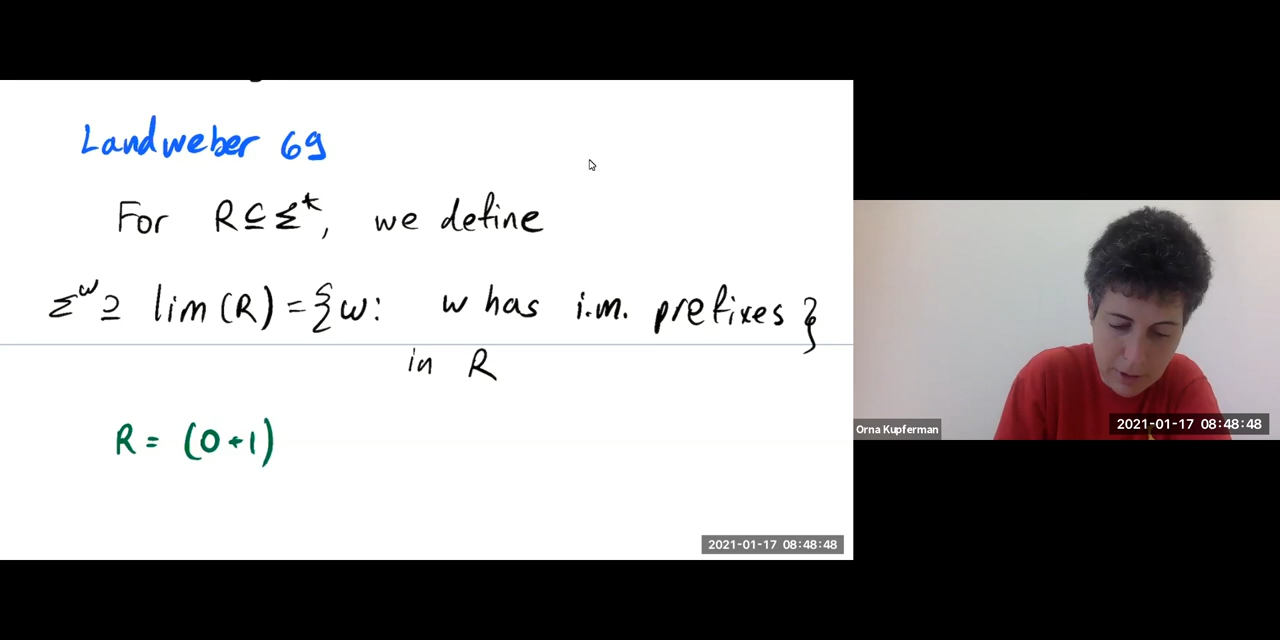 Landweber 69
For R ⊆ Σ*, we define
Σ^ω ⊇ lim(R) = {w: w has i.m. prefixes}
in R
R = (0+1)
Orna Kupferman
2021-01-17 08:48:48
2021-01-17 08:48:48